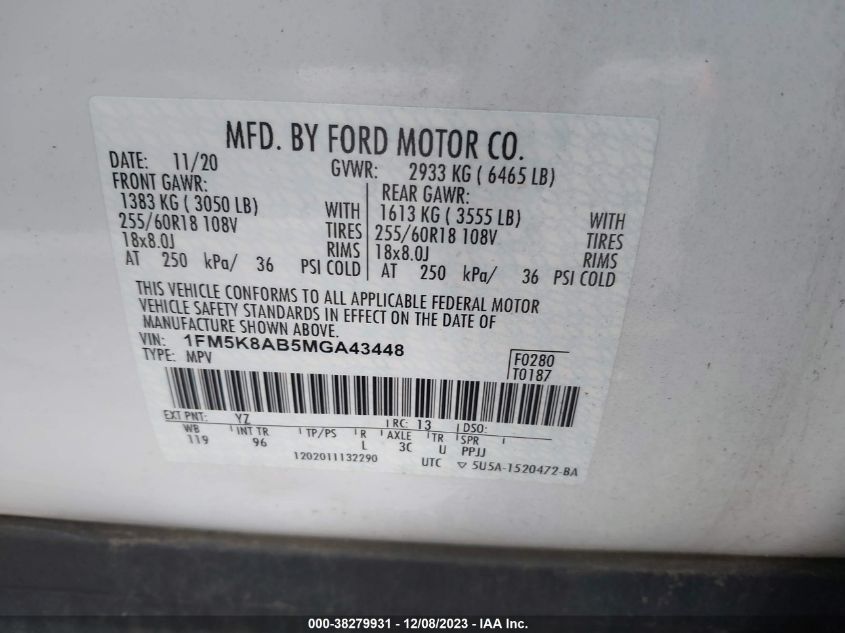 MFD. BY FORD MOTOR CO.
DATE: 11/20 GVWR: 2933 KG ( 6465 LB)
FRONT GAWR: REAR GAWR:
1383 KG ( 3050 LB) WITH 1613 KG ( 3555 LB) WITH
255/60R18 108V TIRES 255/60R18 108V TIRES
18x8.0J RIMS 18x8.0J RIMS
AT 250 kPa/ 36 PSI COLD AT 250 kPa/ 36 PSI COLD
THIS VEHICLE CONFORMS TO ALL APPLICABLE FEDERAL MOTOR
VEHICLE SAFETY STANDARDS IN EFFECT ON THE DATE OF
MANUFACTURE SHOWN ABOVE.
VIN: 1FM5K8AB5MGA43448 F0280
TYPE: MPV T0187
EXT PNT: YZ RC: 13 DSO:
WB INT TR TP/PS R AXLE TR SPR
119 96 L 3C U PPJJ
1202011132290 UTC ▽ 5U5A-1520472-BA
000-38279931 - 12/08/2023 - IAA Inc.